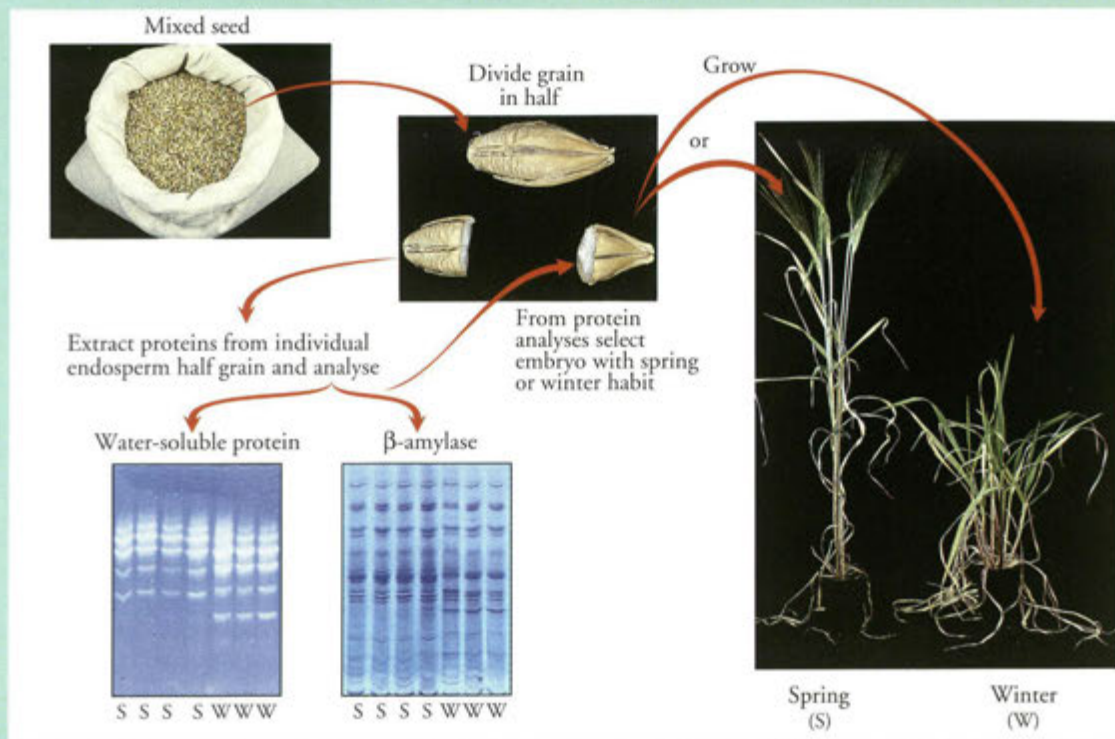 Mixed seed
Divide grain
in half
Grow
or
Extract proteins from individual
endosperm half grain and analyse
From protein
analyses select
embryo with spring
or winter habit
Water-soluble protein
β-amylase
S S S S W W W
S S S S W W W
Spring
(S)
Winter
(W)